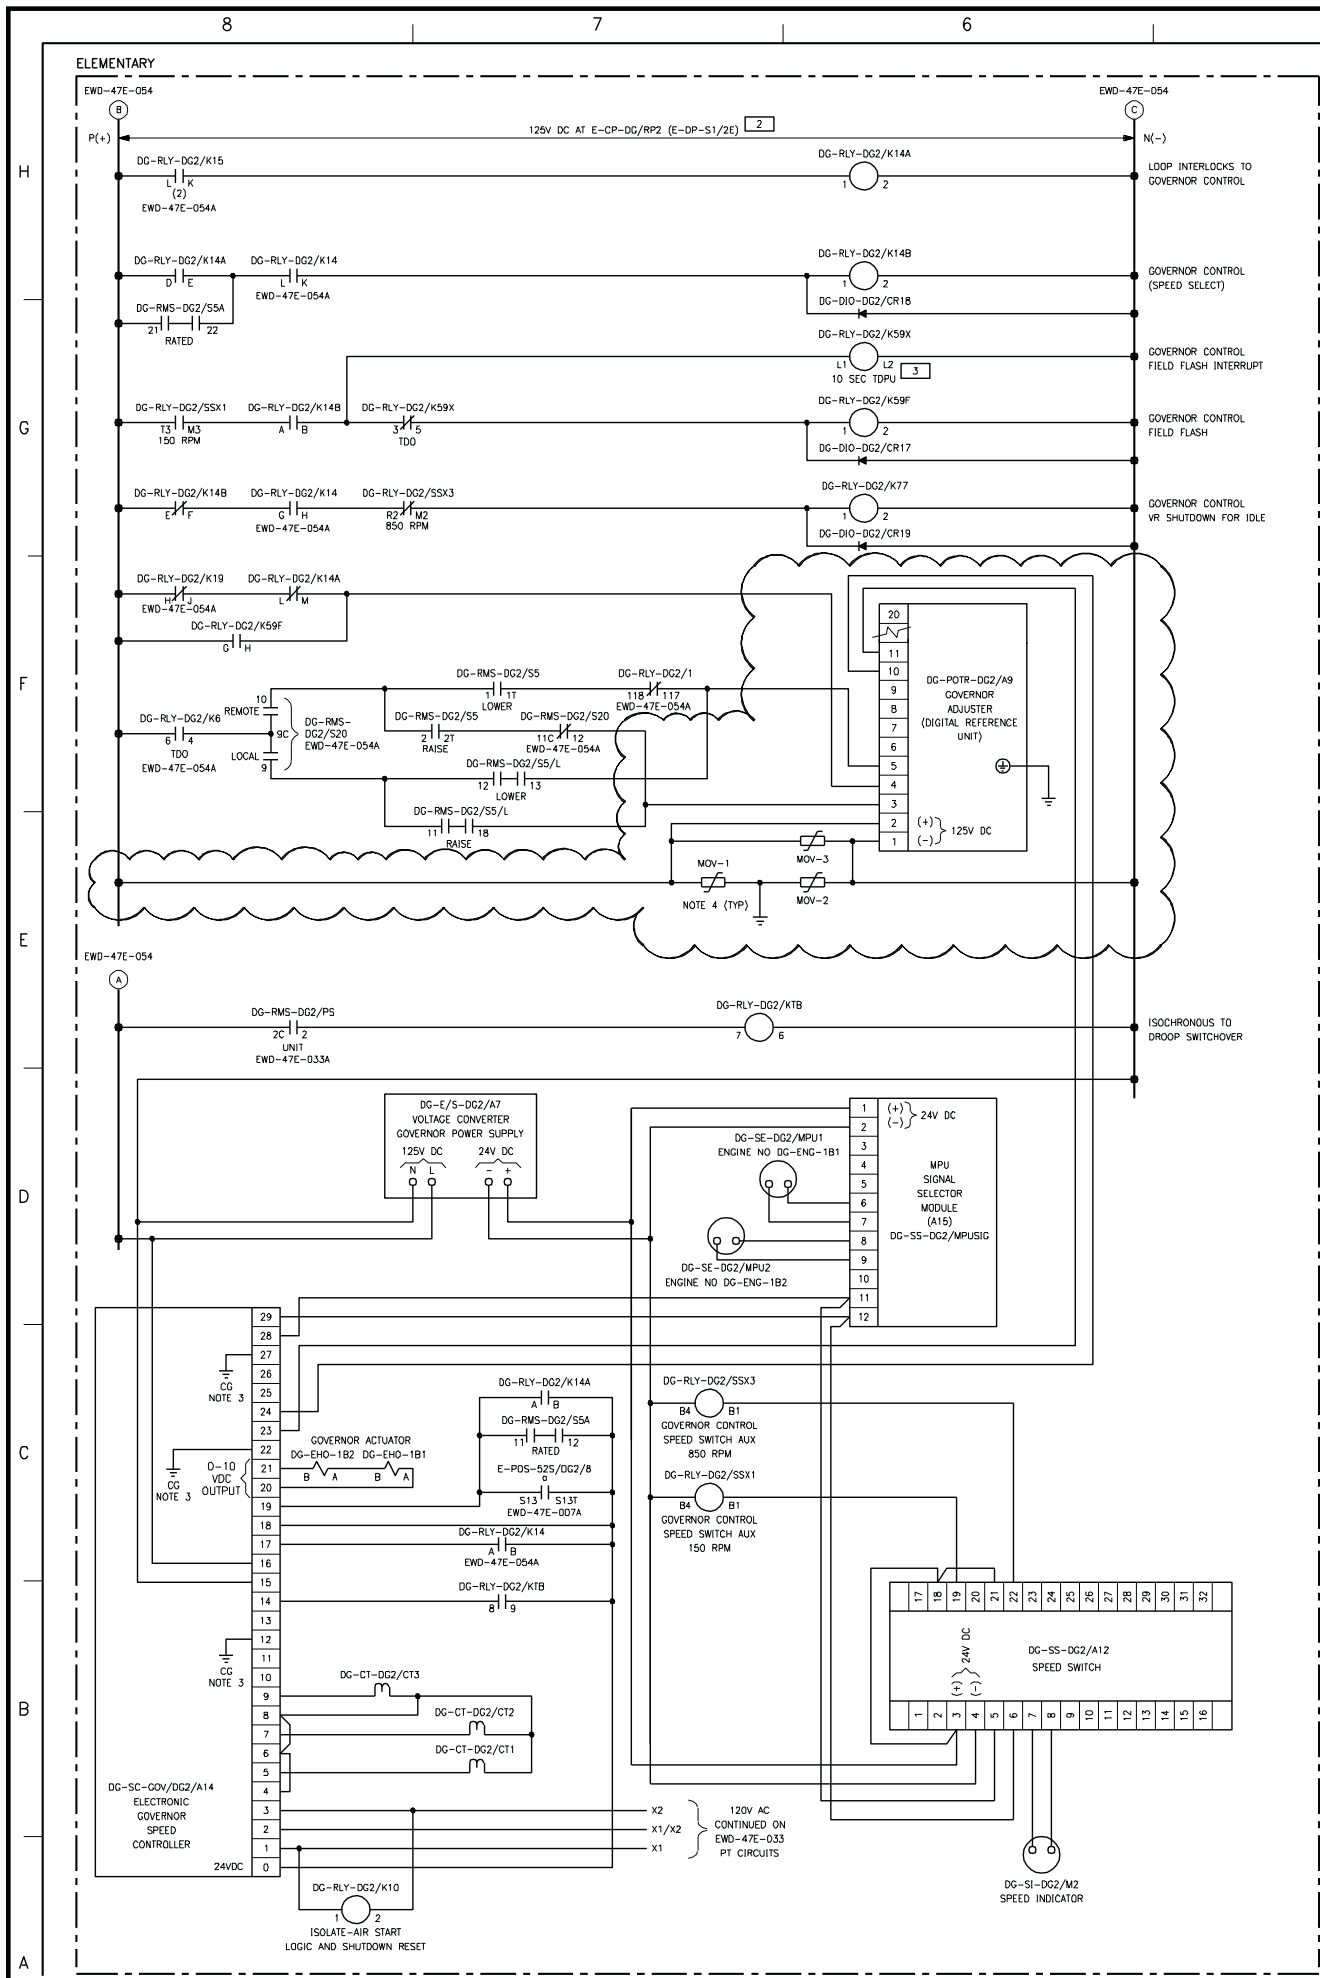 8 7 6
ELEMENTARY
EWD-47E-054 EWD-47E-054
B C
P(+) 125V DC AT E-CP-DG/RP2 (E-DP-S1/2E) 2 N(-)
H
DG-RLY-DG2/K15 DG-RLY-DG2/K14A
L K 1 2
(2)
EWD-47E-054A
LOOP INTERLOCKS TO
GOVERNOR CONTROL
DG-RLY-DG2/K14A DG-RLY-DG2/K14 DG-RLY-DG2/K14B
D E L K 1 2
EWD-47E-054A
GOVERNOR CONTROL
(SPEED SELECT)
DG-RMS-DG2/S5A DG-DIO-DG2/CR18
21 22
RATED
DG-RLY-DG2/K59X
L1 L2 3
10 SEC TDPU
GOVERNOR CONTROL
FIELD FLASH INTERRUPT
G
DG-RLY-DG2/SSX1 DG-RLY-DG2/K14B DG-RLY-DG2/K59X DG-RLY-DG2/K59F
T3 M3 A B 3 5 1 2
150 RPM TDO
GOVERNOR CONTROL
FIELD FLASH
DG-DIO-DG2/CR17
DG-RLY-DG2/K14B DG-RLY-DG2/K14 DG-RLY-DG2/SSX3 DG-RLY-DG2/K77
E F G H R2 M2 1 2
EWD-47E-054A 850 RPM
GOVERNOR CONTROL
VR SHUTDOWN FOR IDLE
DG-DIO-DG2/CR19
DG-RLY-DG2/K19 DG-RLY-DG2/K14A
H J L M
EWD-47E-054A
DG-RLY-DG2/K59F
G H
F
10
REMOTE
DG-RLY-DG2/K6
6 4
TDO
EWD-47E-054A
9C
LOCAL
9
DG-RMS-
DG2/S20
EWD-47E-054A
DG-RMS-DG2/S5 DG-RLY-DG2/1
1 1T 118 117
LOWER EWD-47E-054A
DG-RMS-DG2/S5 DG-RMS-DG2/S20
2 2T 11C 12
RAISE EWD-47E-054A
DG-RMS-DG2/S5/L
12 13
LOWER
DG-RMS-DG2/S5/L
11 18
RAISE
20
11
10
9
8
7
6
5
4
3
2 (+)
1 (-)
125V DC
DG-POTR-DG2/A9
GOVERNOR
ADJUSTER
(DIGITAL REFERENCE
UNIT)
MOV-3
MOV-1
NOTE 4 (TYP) MOV-2
E
EWD-47E-054
A
DG-RMS-DG2/PS DG-RLY-DG2/KTB
2C 2 7 6
UNIT
EWD-47E-033A
ISOCHRONOUS TO
DROOP SWITCHOVER
D
DG-E/S-DG2/A7
VOLTAGE CONVERTER
GOVERNOR POWER SUPPLY
125V DC 24V DC
N L - +
DG-SE-DG2/MPU1
ENGINE NO DG-ENG-1B1
DG-SE-DG2/MPU2
ENGINE NO DG-ENG-1B2
1 (+)
2 (-)
24V DC
3
4
5
6
7
8
9
10
11
12
MPU
SIGNAL
SELECTOR
MODULE
(A15)
DG-SS-DG2/MPUSIG
29
28
27
26
25
24
23
22
21
20
19
18
17
16
15
14
13
12
11
10
9
8
7
6
5
4
3
2
1
0
CG
NOTE 3
C
CG
NOTE 3
0-10
VDC
OUTPUT
GOVERNOR ACTUATOR
DG-EHO-1B2 DG-EHO-1B1
B A B A
DG-RLY-DG2/K14A
A B
DG-RMS-DG2/S5A
11 12
RATED
E-POS-52S/DG2/8
a
S13 S13T
EWD-47E-007A
DG-RLY-DG2/K14
A B
EWD-47E-054A
DG-RLY-DG2/KTB
8 9
DG-RLY-DG2/SSX3
B4 B1
GOVERNOR CONTROL
SPEED SWITCH AUX
850 RPM
DG-RLY-DG2/SSX1
B4 B1
GOVERNOR CONTROL
SPEED SWITCH AUX
150 RPM
17 18 19 20 21 22 23 24 25 26 27 28 29 30 31 32
DG-SS-DG2/A12
SPEED SWITCH
24V DC
(+) (-)
1 2 3 4 5 6 7 8 9 10 11 12 13 14 15 16
B
CG
NOTE 3
DG-CT-DG2/CT3
DG-CT-DG2/CT2
DG-CT-DG2/CT1
DG-SC-GOV/DG2/A14
ELECTRONIC
GOVERNOR
SPEED
CONTROLLER
24VDC
X2
X1/X2
X1
120V AC
CONTINUED ON
EWD-47E-033
PT CIRCUITS
DG-SI-DG2/M2
SPEED INDICATOR
DG-RLY-DG2/K10
1 2
ISOLATE-AIR START
LOGIC AND SHUTDOWN RESET
A